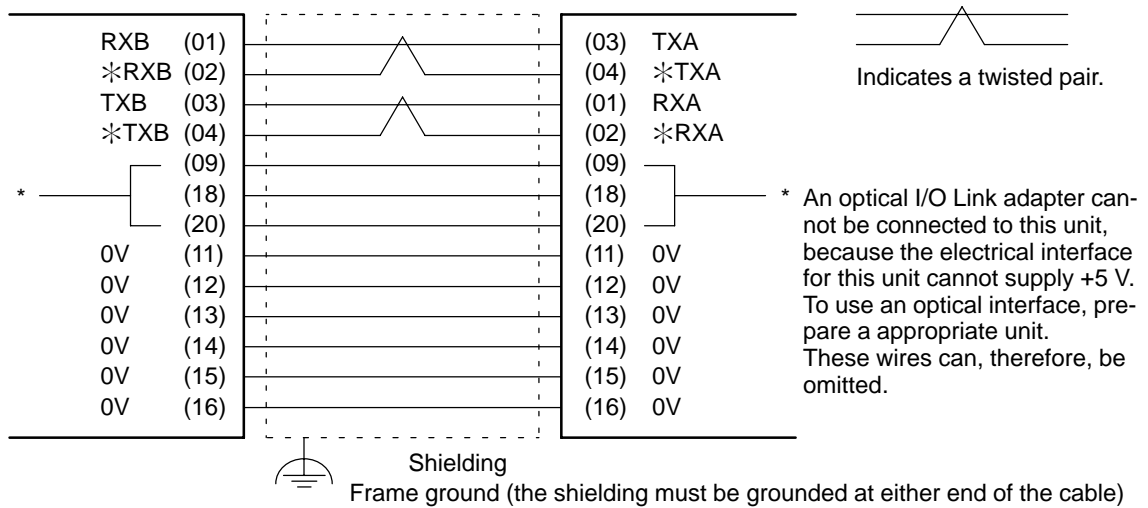 RXB (01) (03) TXA
✳RXB (02) (04) ✳TXA
TXB (03) (01) RXA
✳TXB (04) (02) ✳RXA
(09) (09)
* (18) (18) *
(20) (20)
0V (11) (11) 0V
0V (12) (12) 0V
0V (13) (13) 0V
0V (14) (14) 0V
0V (15) (15) 0V
0V (16) (16) 0V
Indicates a twisted pair.
An optical I/O Link adapter can-
not be connected to this unit,
because the electrical interface
for this unit cannot supply +5 V.
To use an optical interface, pre-
pare a appropriate unit.
These wires can, therefore, be
omitted.
Shielding
Frame ground (the shielding must be grounded at either end of the cable)